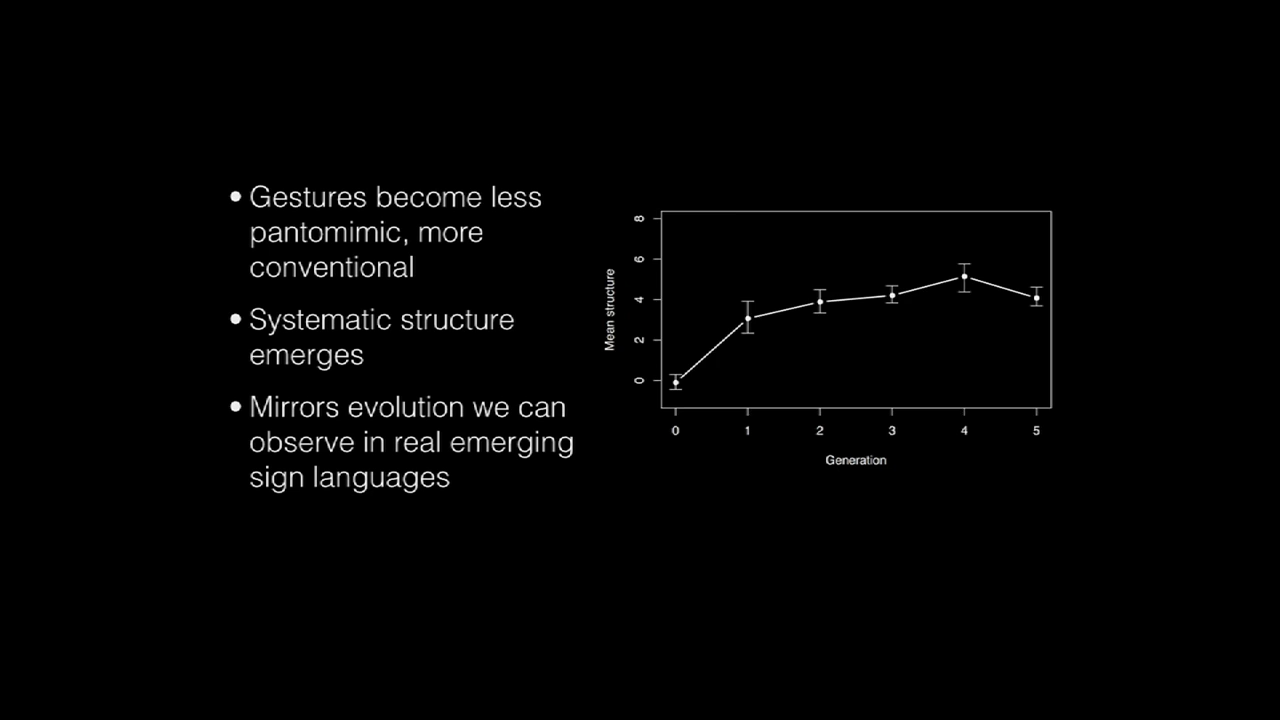 • Gestures become less
pantomimic, more
conventional
• Systematic structure
emerges
• Mirrors evolution we can
observe in real emerging
sign languages
Mean structure
8
6
4
2
0
0 1 2 3 4 5
Generation